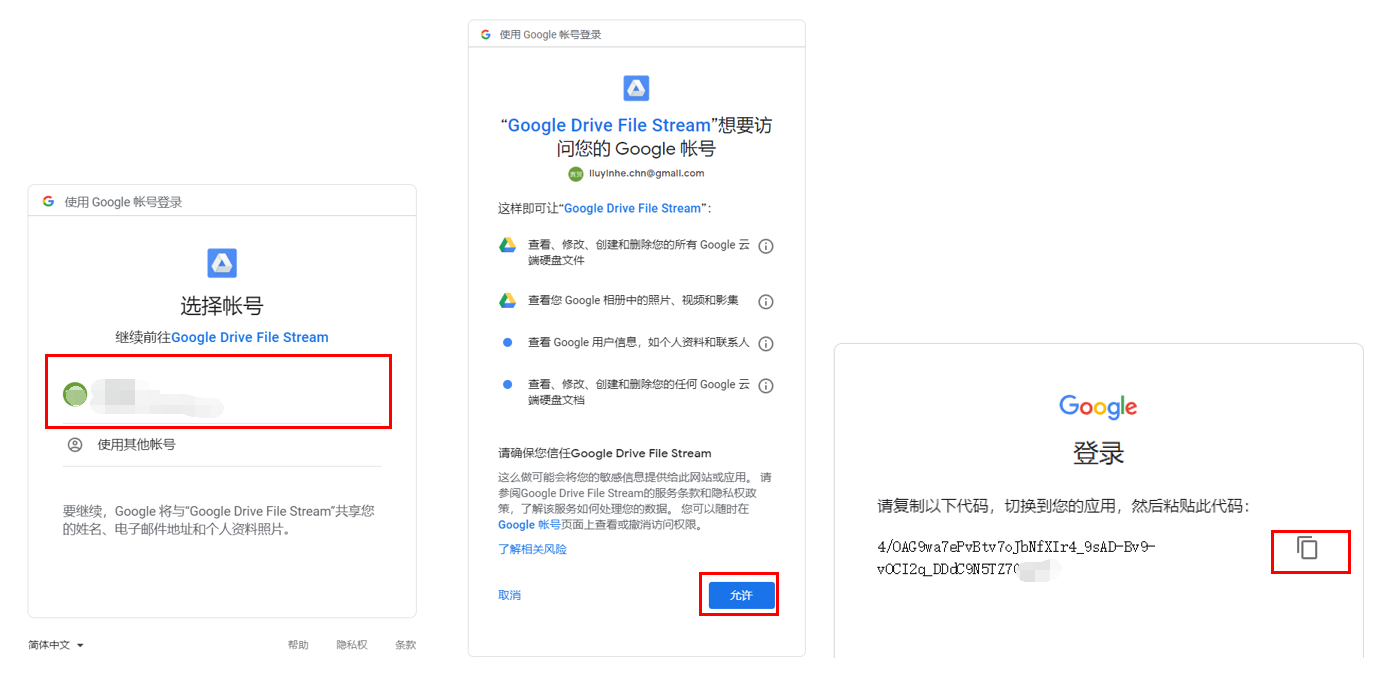 使用 Google 帐号登录
选择帐号
继续前往Google Drive File Stream
使用其他帐号
要继续，Google 将与“Google Drive File Stream”共享您
的姓名、电子邮件地址和个人资料照片。
简体中文
帮助
隐私权
条款
使用 Google 帐号登录
“Google Drive File Stream”想要访
问您的 Google 帐号
liuyinhe.chn@gmail.com
这样即可让“Google Drive File Stream”：
查看、修改、创建和删除您的所有 Google 云
端硬盘文件
查看您 Google 相册中的照片、视频和影集
查看 Google 用户信息，如个人资料和联系人
查看、修改、创建和删除您的任何 Google 云
端硬盘文档
请确保您信任Google Drive File Stream
这么做可能会将您的敏感信息提供给此网站或应用。 请
参阅Google Drive File Stream的服务条款和隐私权政
策，了解该服务如何处理您的数据。 您可以随时在
Google 帐号页面上查看或撤消访问权限。
了解相关风险
取消
允许
Google
登录
请复制以下代码，切换到您的应用，然后粘贴此代码：
4/OAG9wa7ePvBtv7oJbNfXIr4_9sAD-Bv9-
vOCI2q_DDdC9N5TZ7